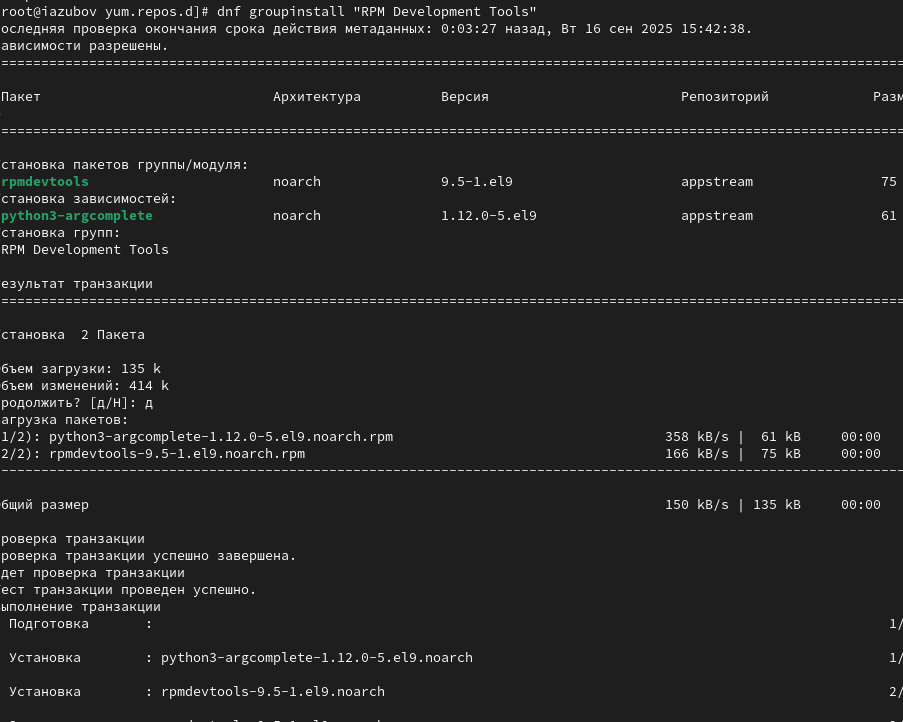 root@iazubov yum.repos.d]# dnf groupinstall "RPM Development Tools"
оследняя проверка окончания срока действия метаданных: 0:03:27 назад, Вт 16 сен 2025 15:42:38.
ависимости разрешены.
================================================================================
Пакет Архитектура Версия Репозиторий Разм
================================================================================
становка пакетов группы/модуля:
rpmdevtools noarch 9.5-1.el9 appstream 75
становка зависимостей:
python3-argcomplete noarch 1.12.0-5.el9 appstream 61
становка групп:
RPM Development Tools
езультат транзакции
================================================================================
становка 2 Пакета
бъем загрузки: 135 k
бъем изменений: 414 k
родолжить? [д/Н]: д
агрузка пакетов:
1/2): python3-argcomplete-1.12.0-5.el9.noarch.rpm 358 kB/s | 61 kB 00:00
2/2): rpmdevtools-9.5-1.el9.noarch.rpm 166 kB/s | 75 kB 00:00
--------------------------------------------------------------------------------
бщий размер 150 kB/s | 135 kB 00:00
роверка транзакции
роверка транзакции успешно завершена.
дет проверка транзакции
ест транзакции проведен успешно.
ыполнение транзакции
Подготовка : 1/
Установка : python3-argcomplete-1.12.0-5.el9.noarch 1/
Установка : rpmdevtools-9.5-1.el9.noarch 2/